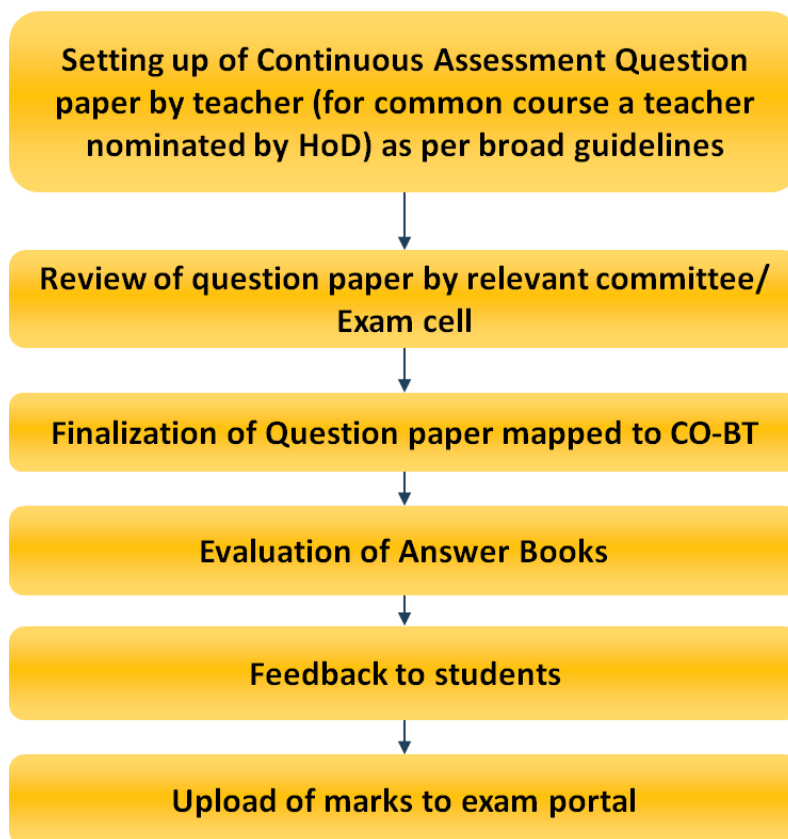 Setting up of Continuous Assessment Question
paper by teacher (for common course a teacher
nominated by HoD) as per broad guidelines
Review of question paper by relevant committee/
Exam cell
Finalization of Question paper mapped to CO-BT
Evaluation of Answer Books
Feedback to students
Upload of marks to exam portal